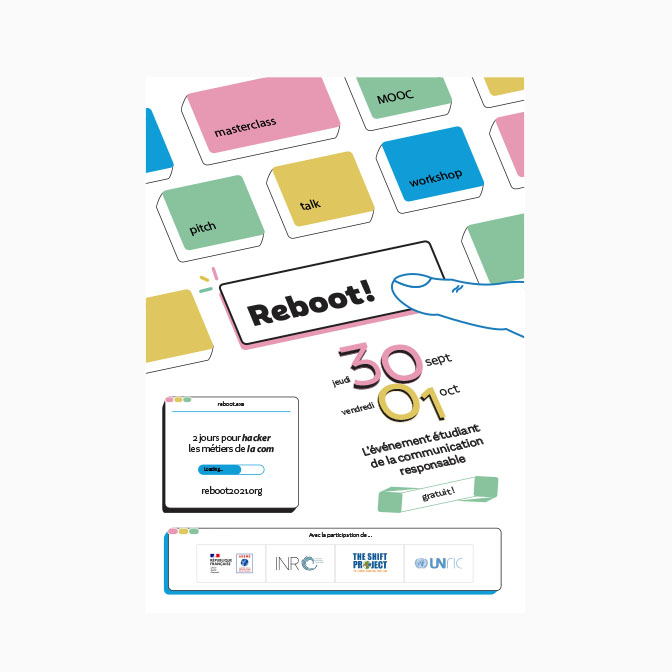 MOOC
masterclass
workshop
talk
pitch
Reboot!
jeudi 30 sept
vendredi 01 oct
L'événement étudiant
de la communication
responsable
gratuit!
reboot.exe
2 jours pour hacker
les métiers de la com
Loading...
reboot2021.org
Avec la participation de ...
RÉPUBLIQUE
FRANÇAISE
ADEME
INR
THE SHIFT
PROJECT
UNric